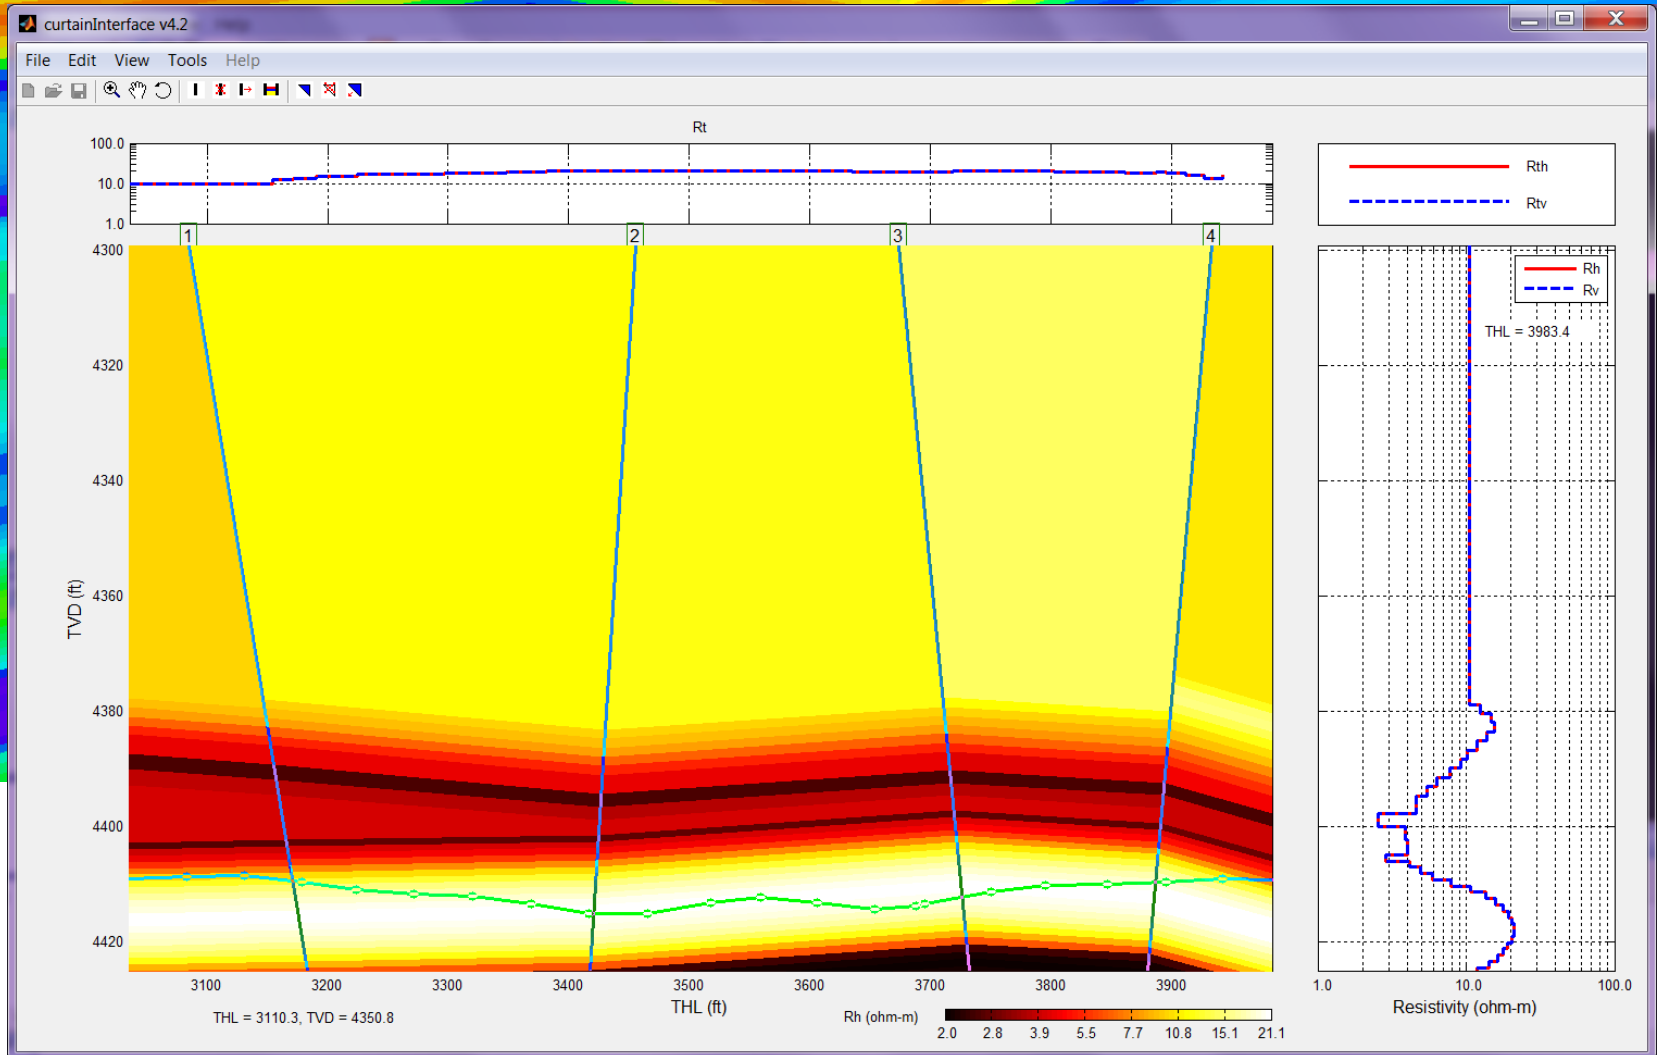 curtainInterface v4.2
File Edit View Tools Help
Rt
100.0
10.0
1.0
Rth
Rtv
1 2 3 4
4300
4320
4340
4360
4380
4400
4420
TVD (ft)
Rh
Rv
THL = 3983.4
3100 3200 3300 3400 3500 3600 3700 3800 3900
THL (ft)
1.0 10.0 100.0
Resistivity (ohm-m)
THL = 3110.3, TVD = 4350.8
Rh (ohm-m)
2.0 2.8 3.9 5.5 7.7 10.8 15.1 21.1